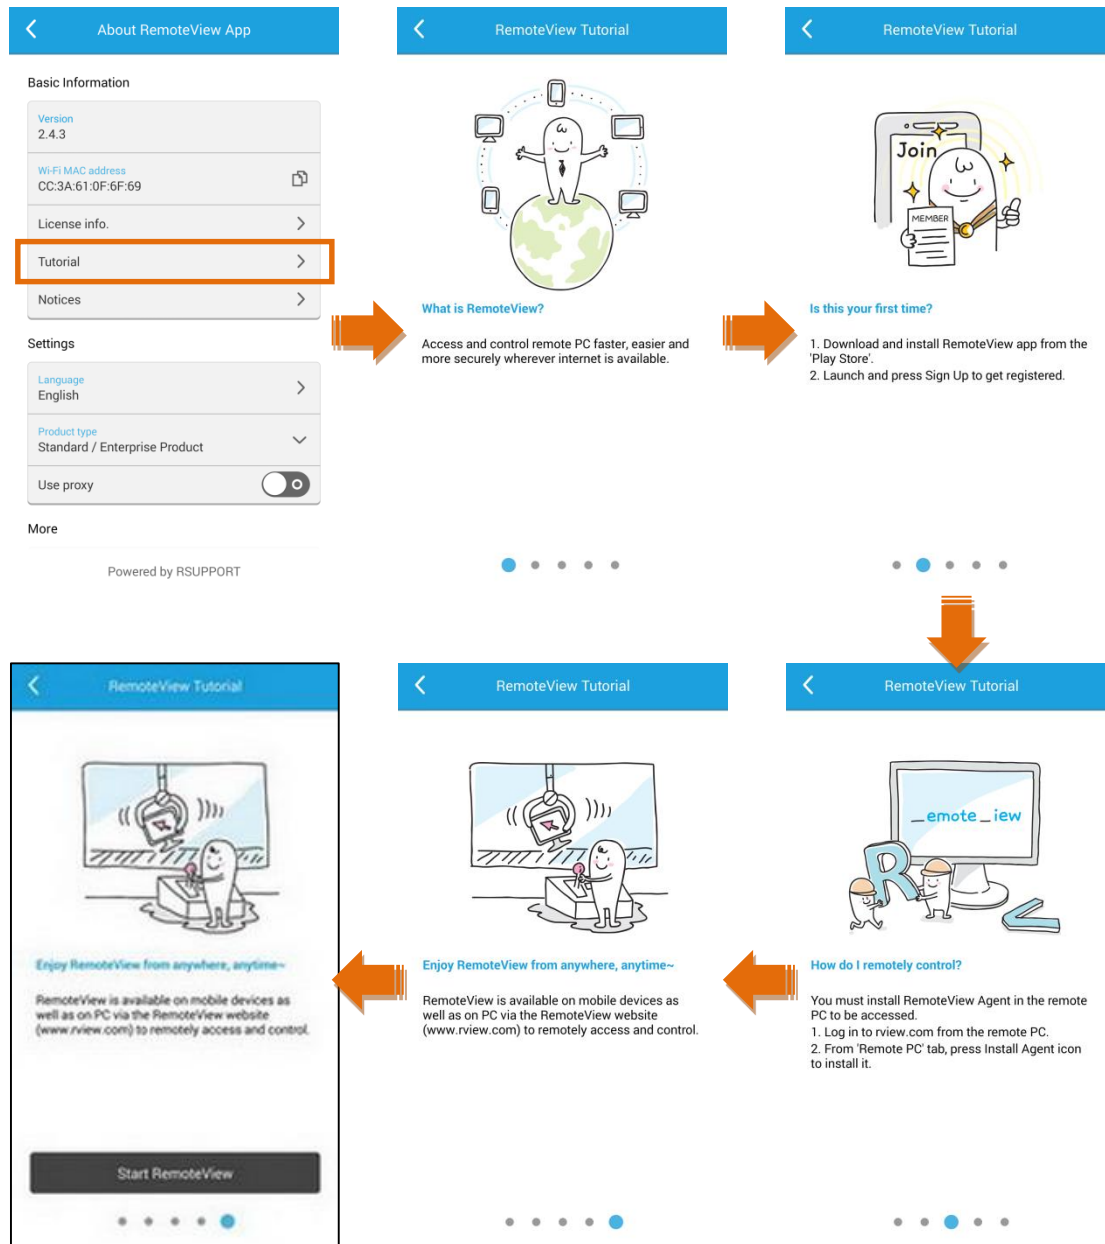 About RemoteView App
Basic Information
Version
2.4.3
Wi-Fi MAC address
CC:3A:61:0F:6F:69
License info.
Tutorial
Notices
Settings
Language
English
Product type
Standard / Enterprise Product
Use proxy
More
Powered by RSUPPORT
RemoteView Tutorial
What is RemoteView?
Access and control remote PC faster, easier and
more securely wherever internet is available.
RemoteView Tutorial
Join
MEMBER
Is this your first time?
1. Download and install RemoteView app from the
'Play Store'.
2. Launch and press Sign Up to get registered.
RemoteView Tutorial
_emote_iew
R
V
How do I remotely control?
You must install RemoteView Agent in the remote
PC to be accessed.
1. Log in to rview.com from the remote PC.
2. From 'Remote PC' tab, press Install Agent icon
to install it.
RemoteView Tutorial
Enjoy RemoteView from anywhere, anytime~
RemoteView is available on mobile devices as
well as on PC via the RemoteView website
(www.rview.com) to remotely access and control.
RemoteView Tutorial
Enjoy RemoteView from anywhere, anytime~
RemoteView is available on mobile devices as
well as on PC via the RemoteView website
(www.rview.com) to remotely access and control.
Start RemoteView